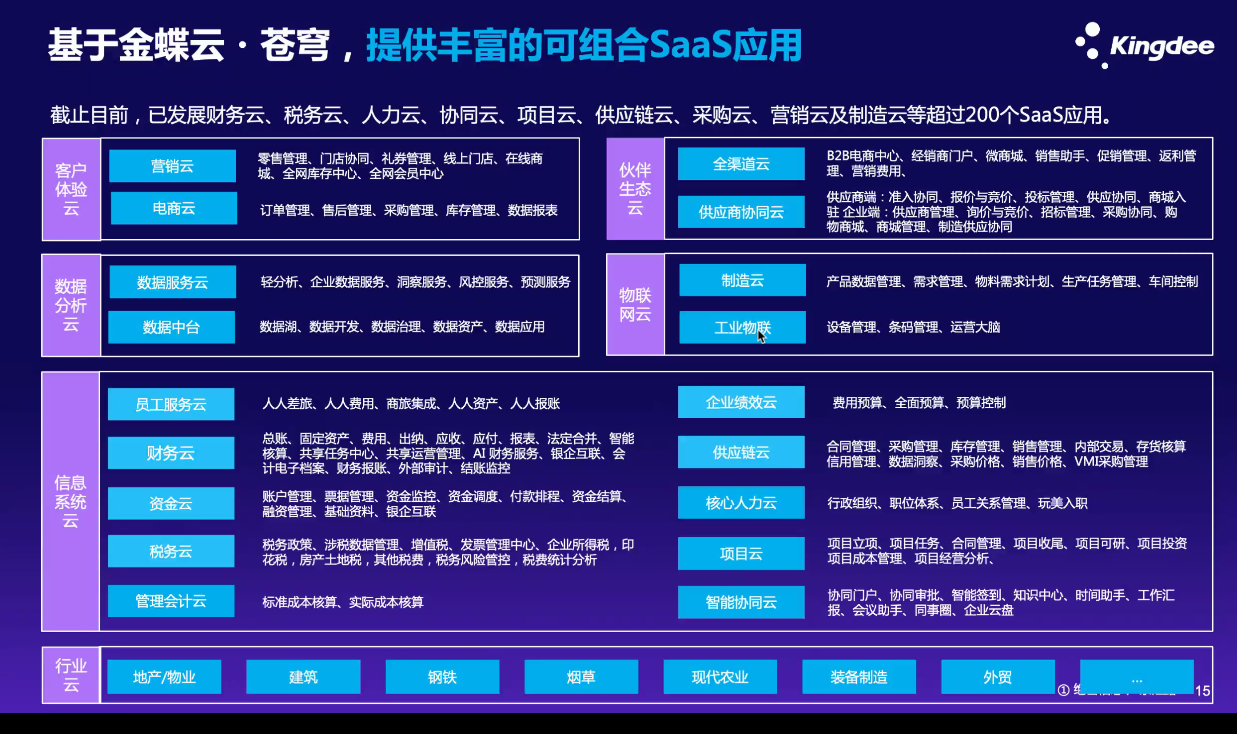 基于金蝶云·苍穹，提供丰富的可组合SaaS应用
Kingdee
截止目前，已发展财务云、税务云、人力云、协同云、项目云、供应链云、采购云、营销云及制造云等超过200个SaaS应用。
客户
体验
云
营销云
零售管理、门店协同、礼券管理、线上门店、在线商
城、全网库存中心、全网会员中心
电商云
订单管理、售后管理、采购管理、库存管理、数据报表
伙伴
生态
云
全渠道云
B2B电商中心、经销商门户、微商城、销售助手、促销管理、返利管
理、营销费用、
供应商协同云
供应商端：准入协同、报价与竞价、投标管理、供应协同、商城入
驻 企业端：供应商管理、询价与竞价、招标管理、采购协同、购
物商城、商城管理、制造供应协同
数据
分析
云
数据服务云
轻分析、企业数据服务、洞察服务、风控服务、预测服务
数据中台
数据湖、数据开发、数据治理、数据资产、数据应用
物联
网云
制造云
产品数据管理、需求管理、物料需求计划、生产任务管理、车间控制
工业物联
设备管理、条码管理、运营大脑
信息
系统
云
员工服务云
人人差旅、人人费用、商旅集成、人人资产、人人报账
财务云
总账、固定资产、费用、出纳、应收、应付、报表、法定合并、智能
核算、共享任务中心、共享运营管理、AI 财务服务、银企互联、会
计电子档案、财务报账、外部审计、结账监控
资金云
账户管理、票据管理、资金监控、资金调度、付款排程、资金结算、
融资管理、基础资料、银企互联
税务云
税务政策、涉税数据管理、增值税、发票管理中心、企业所得税，印
花税，房产土地税，其他税费，税务风险管控，税费统计分析
管理会计云
标准成本核算、实际成本核算
企业绩效云
费用预算、全面预算、预算控制
供应链云
合同管理、采购管理、库存管理、销售管理、内部交易、存货核算
信用管理、数据洞察、采购价格、销售价格、VMI采购管理
核心人力云
行政组织、职位体系、员工关系管理、玩美入职
项目云
项目立项、项目任务、合同管理、项目收尾、项目可研、项目投资
项目成本管理、项目经营分析、
智能协同云
协同门户、协同审批、智能签到、知识中心、时间助手、工作汇
报、会议助手、同事圈、企业云盘
行业
云
地产/物业
建筑
钢铁
烟草
现代农业
装备制造
外贸
...
①
15